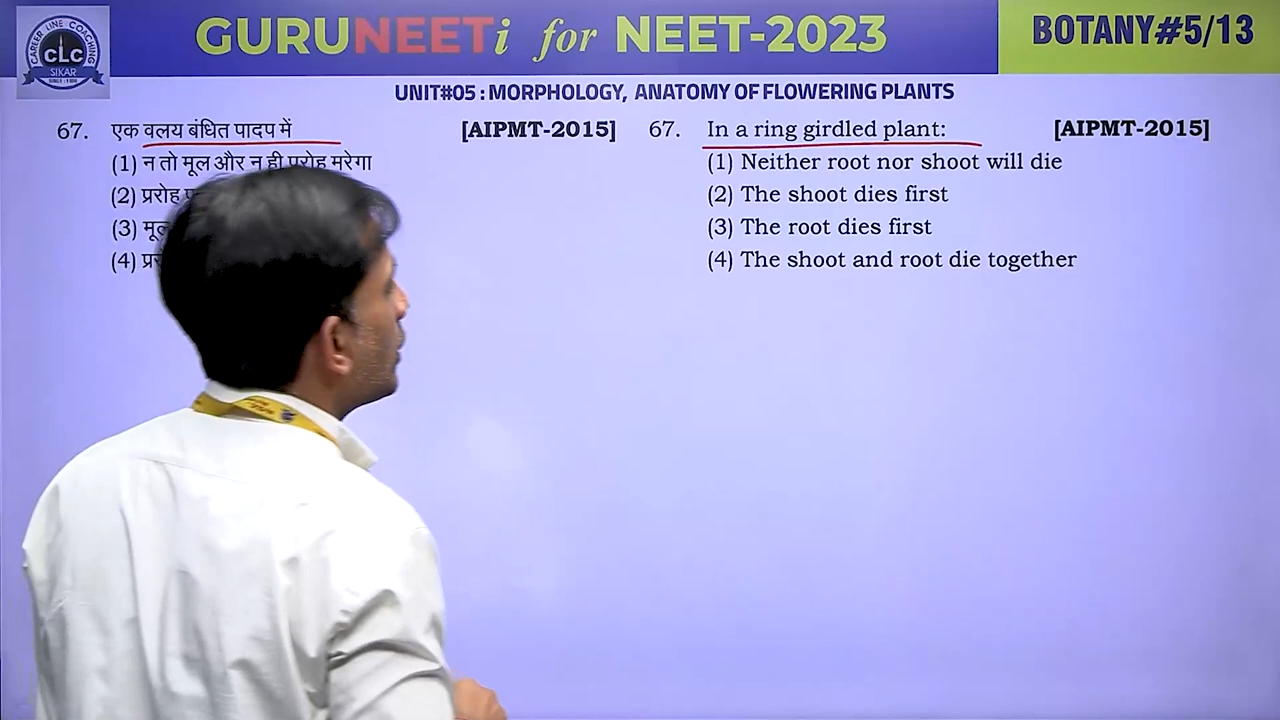 CAREER LINE COACHING
CLC
SIKAR
GURUNEETi for NEET-2023
BOTANY#5/13
UNIT#05 : MORPHOLOGY, ANATOMY OF FLOWERING PLANTS
67. एक वलय बंधित पादप में [AIPMT-2015]
(1) न तो मूल और न ही प्ररोह मरेगा
(2) प्ररोह
(3)
(4)
67. In a ring girdled plant: [AIPMT-2015]
(1) Neither root nor shoot will die
(2) The shoot dies first
(3) The root dies first
(4) The shoot and root die together